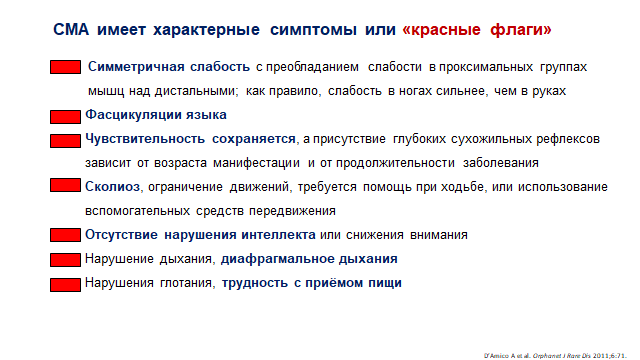 СМА имеет характерные симптомы или «красные флаги»
Симметричная слабость с преобладанием слабости в проксимальных группах
мышц над дистальными; как правило, слабость в ногах сильнее, чем в руках
Фасцикуляции языка
Чувствительность сохраняется, а присутствие глубоких сухожильных рефлексов
зависит от возраста манифестации и от продолжительности заболевания
Сколиоз, ограничение движений, требуется помощь при ходьбе, или использование
вспомогательных средств передвижения
Отсутствие нарушения интеллекта или снижения внимания
Нарушение дыхания, диафрагмальное дыхания
Нарушения глотания, трудность с приёмом пищи
D'Amico A et al. Orphanet J Rare Dis 2011;6:71.